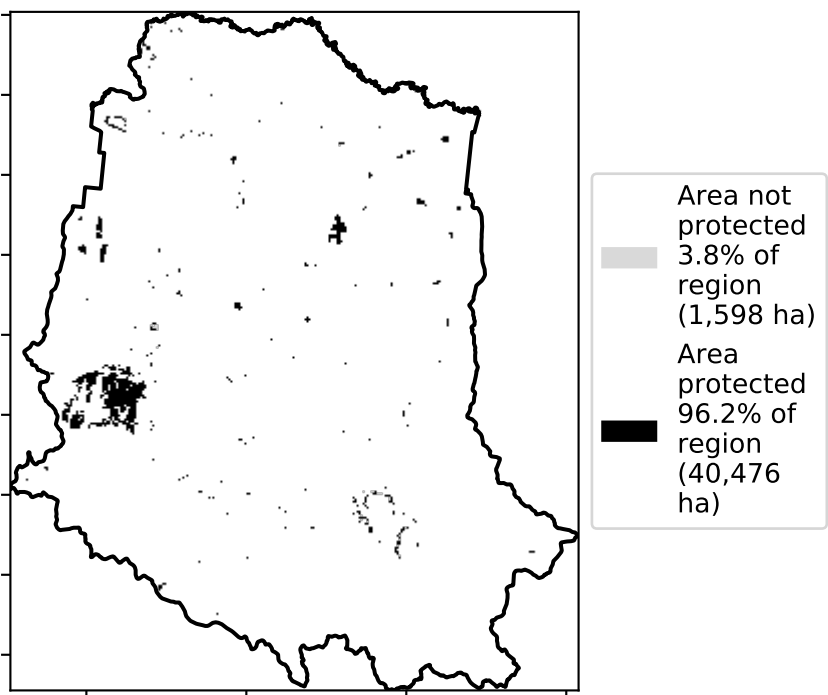 Area not
protected
3.8% of
region
(1,598 ha)
Area
protected
96.2% of
region
(40,476
ha)